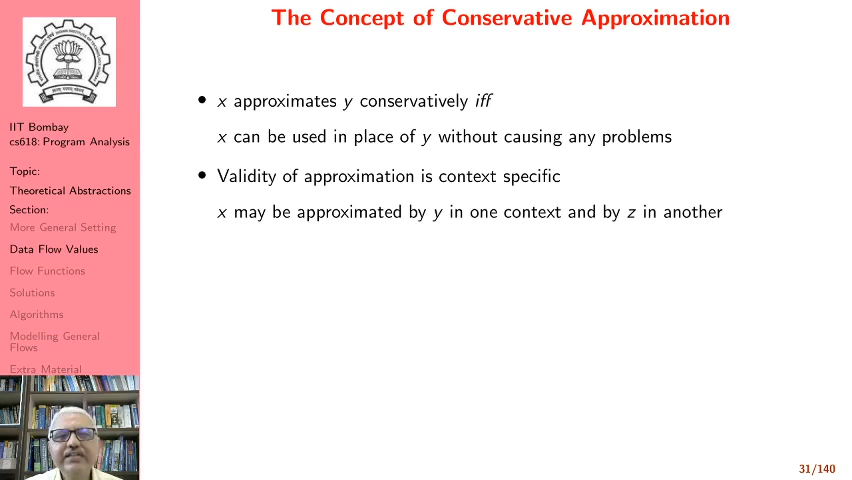 The Concept of Conservative Approximation
IIT Bombay
cs618: Program Analysis
Topic:
Theoretical Abstractions
Section:
More General Setting
Data Flow Values
Flow Functions
Solutions
Algorithms
Modelling General
Flows
Extra Material
• x approximates y conservatively iff
x can be used in place of y without causing any problems
• Validity of approximation is context specific
x may be approximated by y in one context and by z in another
31/140